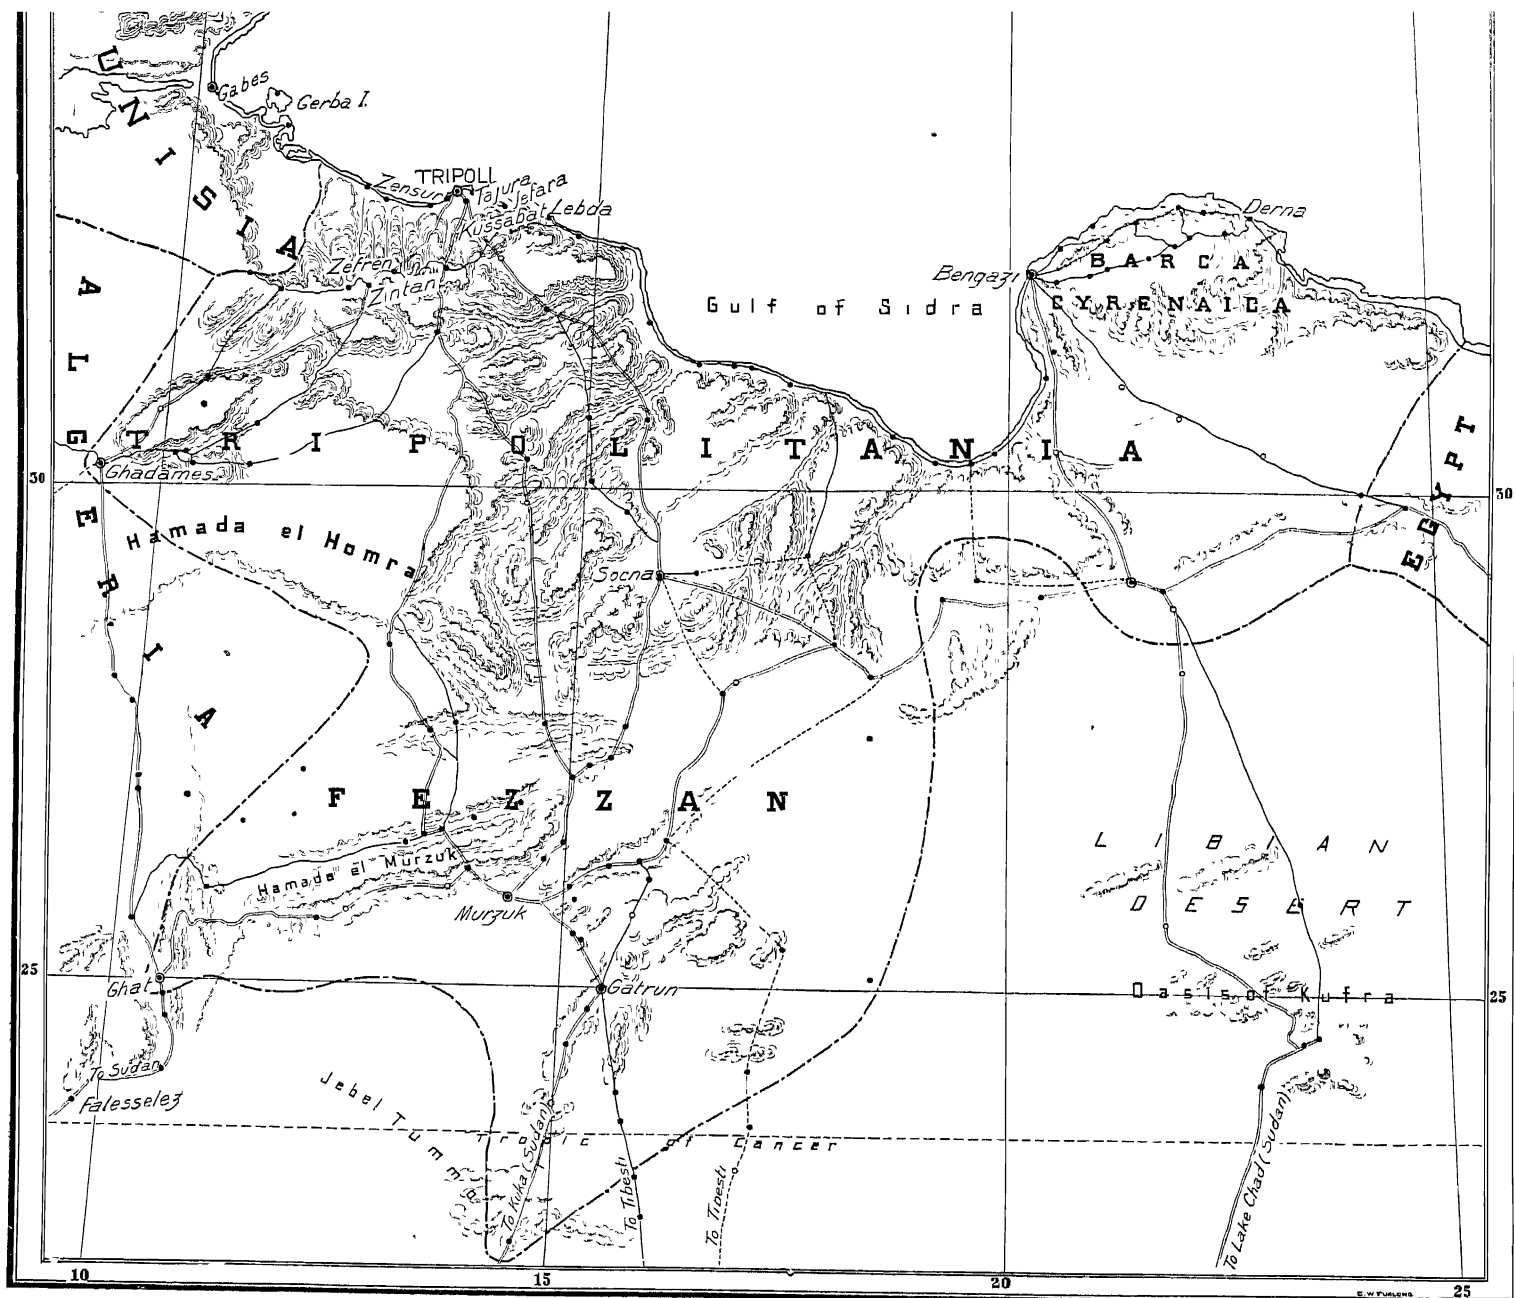 UNISIA
Gabes
Gerba I.
TRIPOLI
Zensur
Tajura
Jefara
Kussabat
Lebda
Zefren
Zintan
Derna
Bengazi
BARCA
CYRENAICA
Gulf of Sidra
ALGERIA
TRIPOLITANIA
EGYPT
Ghadames
30
30
Hamada el Homra
Socna
FEZZAN
Hamada el Murzuk
Murzuk
LIBIAN
DESERT
25
Ghat
Gatrun
Oasis of Kufra
25
To Sudan
Falesselez
Jebel Tummo
Tropic of Cancer
To Kuka (Sudan)
To Tibesti
To Tibesti
To Lake Chad (Sudan)
10
15
20
25
C.W FURLONG